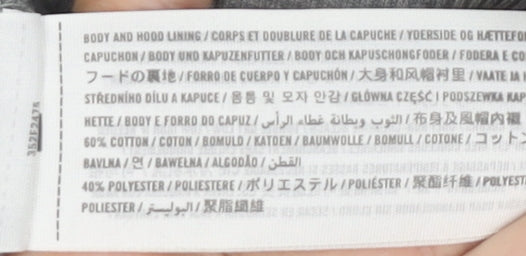 BODY AND HOOD LINING / CORPS ET DOUBLURE DE LA CAPUCHE / YDERSIDE OG HÆTTEFO
CAPUCHON / BODY UND KAPUZENFUTTER / BODY OCH KAPUSCHONGFODER / FODERA E CO
フードの裏地 / FORRO DE CUERPO Y CAPUCHÓN / 大身和风帽衬里 / VAATE JA
STŘEDNÍHO DÍLU A KAPUCE / 몸통 및 모자 안감 / GŁÓWNA CZĘŚĆ I PODSZEWKA KAP
HETTE / BODY E FORRO DO CAPUZ / الثوب وبطانة غطاء الرأس / 布身及風帽內襯
60% COTTON / COTON / BOMULD / KATOEN / BAUMWOLLE / BOMULL / COTONE / コットン
BAVLNA / 면 / BAWEŁNA / ALGODÃO / القطن
40% POLYESTER / POLIESTERE / ポリエステル / POLIÉSTER / 聚酯纤维 / POLYEST
POLIESTER / البوليستر / 聚脂纖維